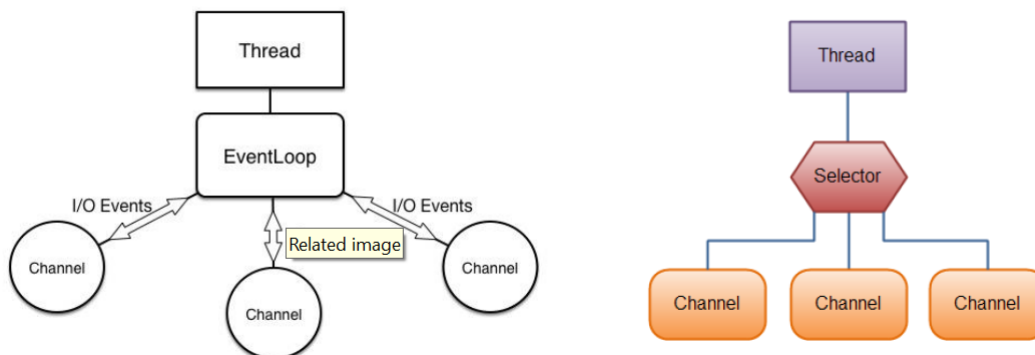 Thread
EventLoop
I/O Events
I/O Events
Related image
Channel
Channel
Channel
Thread
Selector
Channel
Channel
Channel